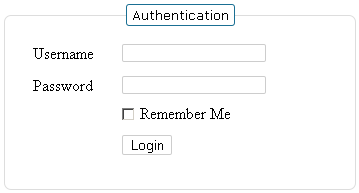 Authentication
Username
Password
Remember Me
Login